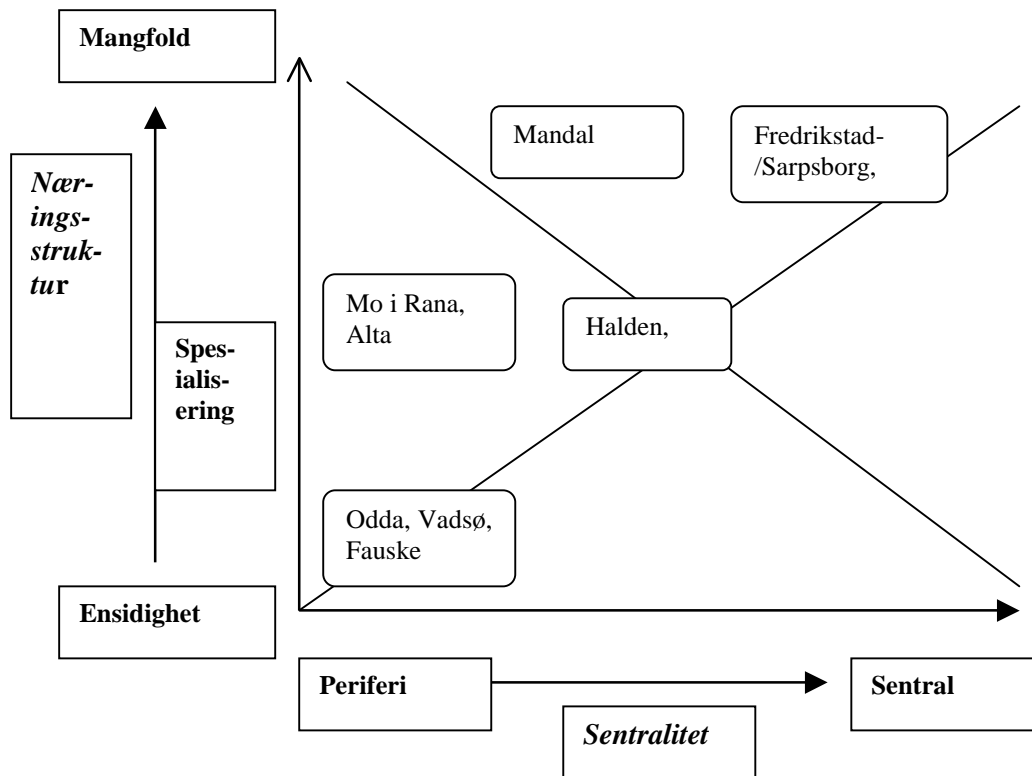 Mangfold
Nær-
ings-
struk-
tur
Spes-
ialis-
ering
Ensidighet
Mandal
Fredrikstad-
/Sarpsborg,
Mo i Rana,
Alta
Halden,
Odda, Vadsø,
Fauske
Periferi
Sentral
Sentralitet